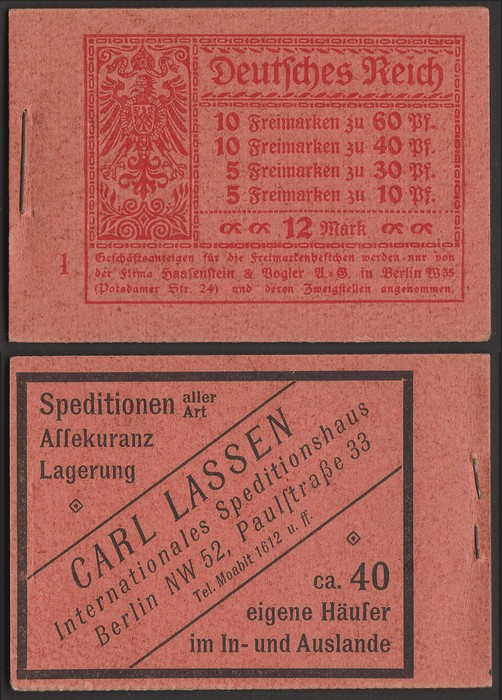 Deutſches Reich
10 Freimarken zu 60 Pf.
10 Freimarken zu 40 Pf.
5 Freimarken zu 30 Pf.
5 Freimarken zu 10 Pf.
12 Mark
1
Geſchäftsanzeigen für die Freimarkenheftchen werden nur von
der Firma Haaſenſtein & Vogler A.=G. in Berlin W35
(Potsdamer Str. 24) und deren Zweigſtellen angenommen.
Speditionen aller Art
Aſſekuranz
Lagerung
CARL LASSEN
Internationales Speditionshaus
Berlin NW 52, Paulſtraße 33
Tel. Moabit 1612 u. ff.
ca. 40
eigene Häuſer
im In- und Auslande